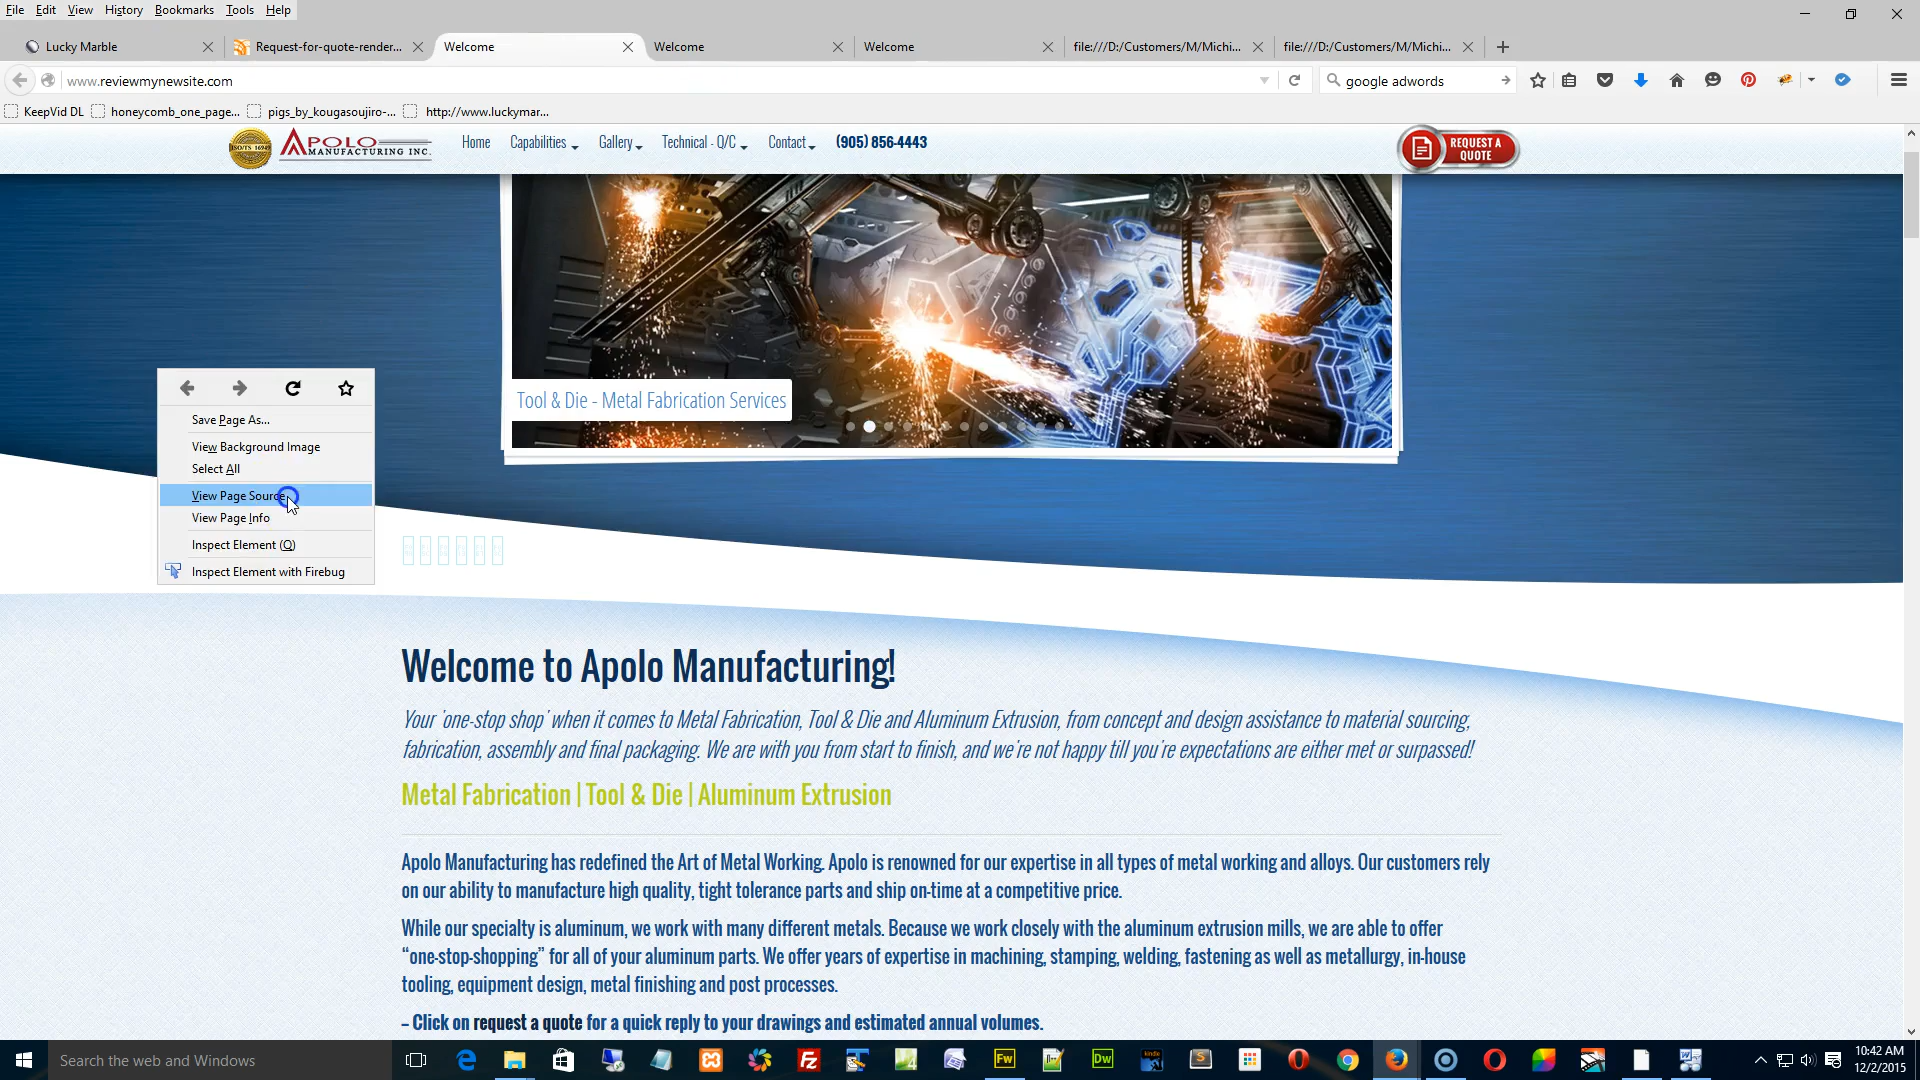 File Edit View History Bookmarks Tools Help
Lucky Marble
Request-for-quote-render...
Welcome
Welcome
Welcome
file:///D:/Customers/M/Michi...
file:///D:/Customers/M/Michi...
www.reviewmynewsite.com
google adwords
KeepVid DL
honeycomb_one_page...
pigs_by_kougasoujiro-...
http://www.luckymar...
ISO/TS 16949
APOLO
MANUFACTURING INC.
Home Capabilities Gallery Technical - Q/C Contact (905) 856-4443
REQUEST A
QUOTE
Tool & Die - Metal Fabrication Services
Save Page As...
View Background Image
Select All
View Page Source
View Page Info
Inspect Element (Q)
Inspect Element with Firebug
Welcome to Apolo Manufacturing!
Your 'one-stop shop' when it comes to Metal Fabrication, Tool & Die and Aluminum Extrusion, from concept and design assistance to material sourcing,
fabrication, assembly and final packaging. We are with you from start to finish, and we're not happy till you're expectations are either met or surpassed!
Metal Fabrication | Tool & Die | Aluminum Extrusion
Apolo Manufacturing has redefined the Art of Metal Working. Apolo is renowned for our expertise in all types of metal working and alloys. Our customers rely
on our ability to manufacture high quality, tight tolerance parts and ship on-time at a competitive price.
While our specialty is aluminum, we work with many different metals. Because we work closely with the aluminum extrusion mills, we are able to offer
“one-stop-shopping” for all of your aluminum parts. We offer years of expertise in machining, stamping, welding, fastening as well as metallurgy, in-house
tooling, equipment design, metal finishing and post processes.
– Click on request a quote for a quick reply to your drawings and estimated annual volumes.
Search the web and Windows
Fw
Dw
kindle
S
10:42 AM
12/2/2015